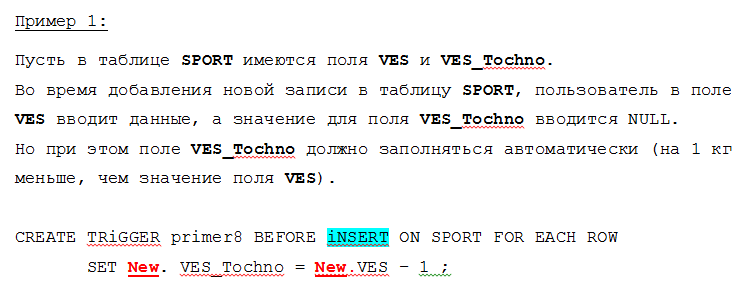 Пример 1:
Пусть в таблице SPORT имеются поля VES и VES_Tochno.
Во время добавления новой записи в таблицу SPORT, пользователь в поле
VES вводит данные, а значение для поля VES_Tochno вводится NULL.
Но при этом поле VES_Tochno должно заполняться автоматически (на 1 кг
меньше, чем значение поля VES).
CREATE TRiGGER primer8 BEFORE iNSERT ON SPORT FOR EACH ROW
SET New. VES_Tochno = New.VES – 1 ;